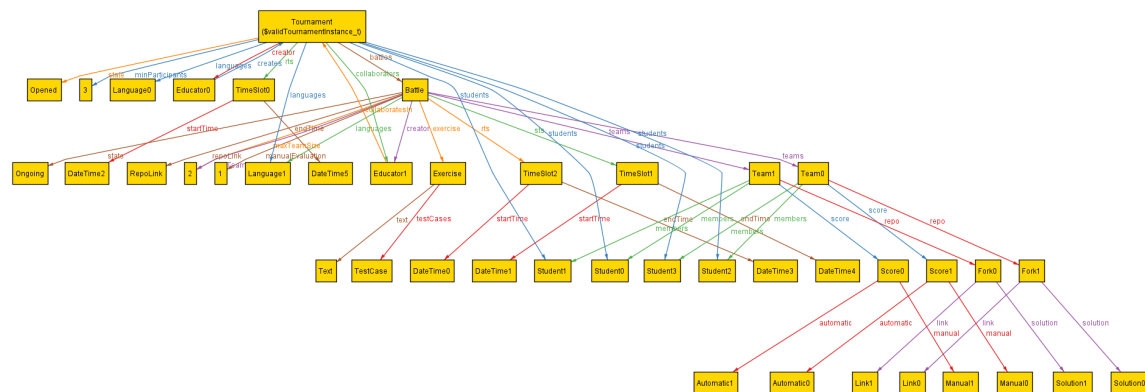 Tournament
($validTournamentInstance_t)
creator
state
minParticipants
languages
creates
rts
collaborators
battles
students
Opened
3
Language0
Educator0
TimeSlot0
Battle
languages
students
students
students
startTime
endTime
maxTeamSize
languages
creator
exercise
rts
sts
teams
teams
state
repoLink
manualEvaluation
Ongoing
DateTime2
RepoLink
2
1
Language1
DateTime5
Educator1
Exercise
TimeSlot2
TimeSlot1
Team1
Team0
text
testCases
startTime
startTime
endTime
members
members
endTime
members
members
score
repo
score
repo
Text
TestCase
DateTime0
DateTime1
Student1
Student0
Student3
Student2
DateTime3
DateTime4
Score0
Score1
Fork0
Fork1
automatic
automatic
link
manual
link
manual
solution
solution
Automatic1
Automatic0
Link1
Link0
Manual1
Manual0
Solution1
Solution0